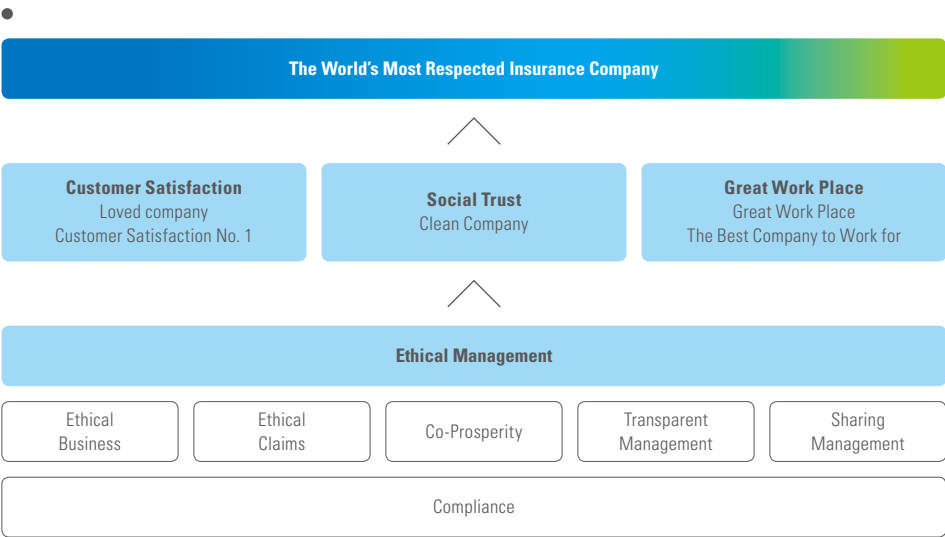 The World's Most Respected Insurance Company
Customer Satisfaction
Loved company
Customer Satisfaction No. 1
Social Trust
Clean Company
Great Work Place
Great Work Place
The Best Company to Work for
Ethical Management
Ethical
Business
Ethical
Claims
Co-Prosperity
Transparent
Management
Sharing
Management
Compliance